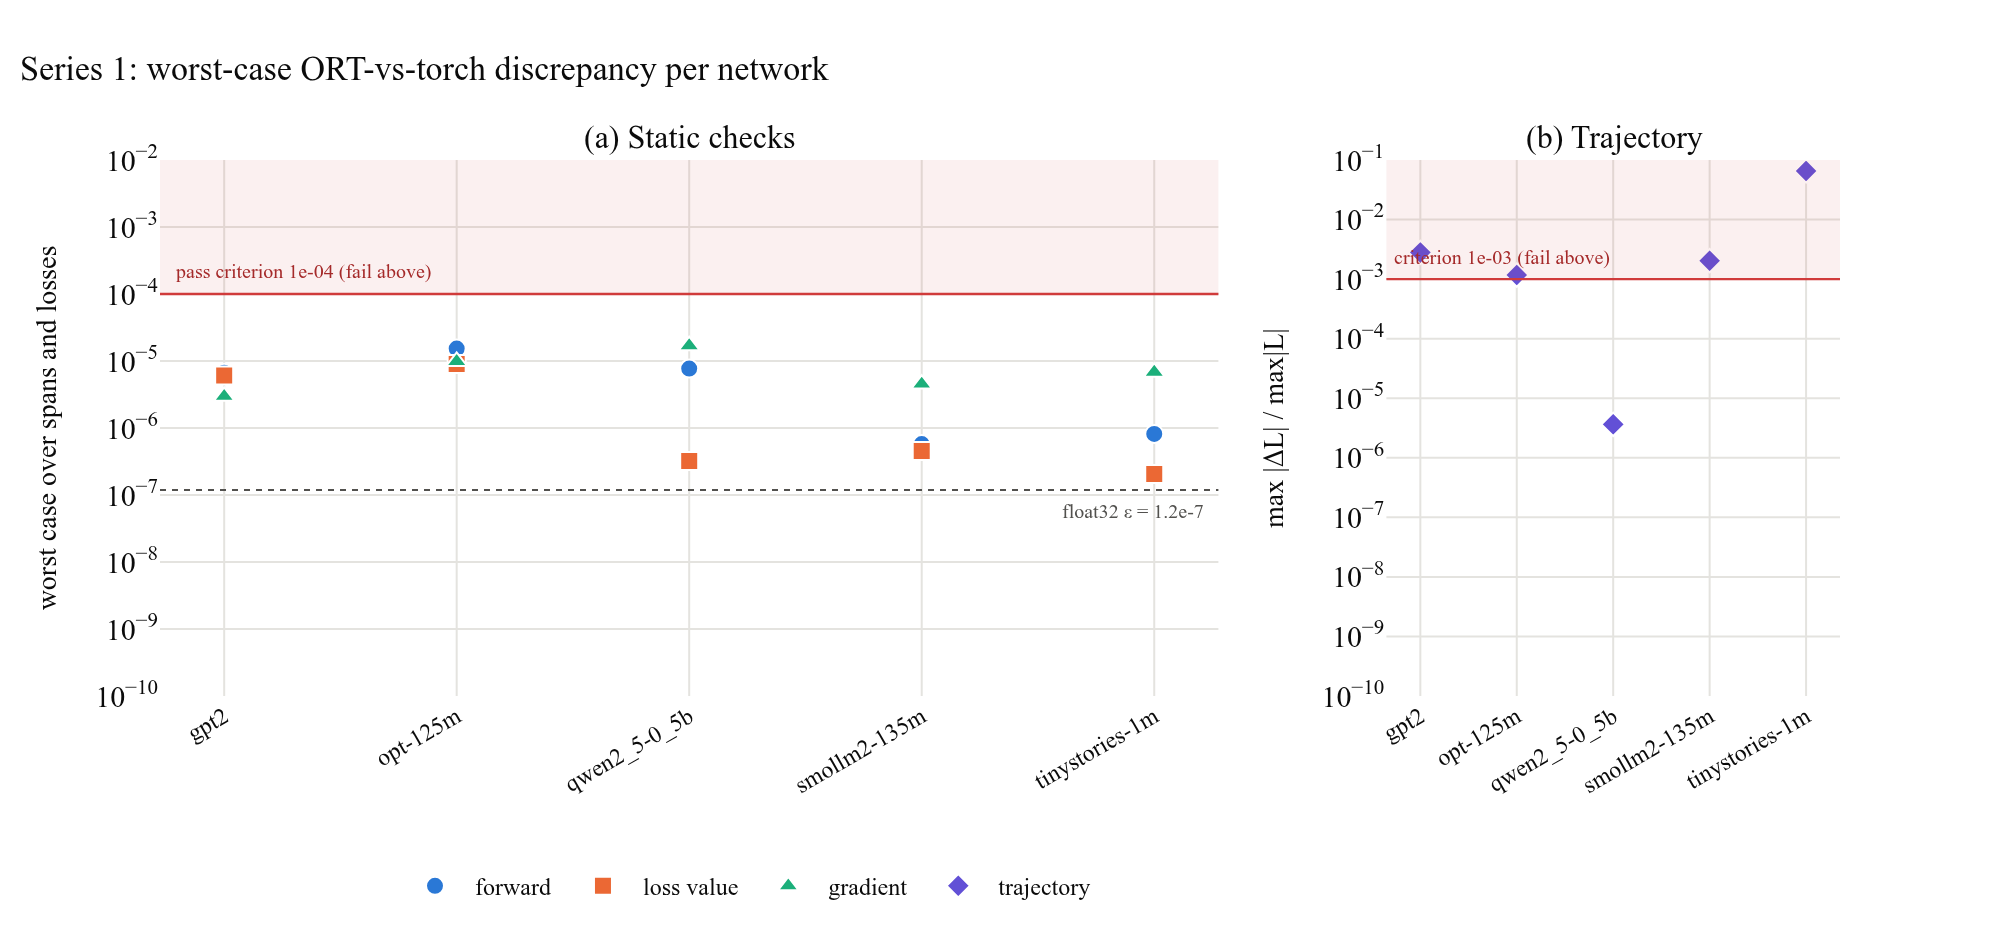 Series 1: worst-case ORT-vs-torch discrepancy per network
(a) Static checks
worst case over spans and losses
10⁻²
10⁻³
10⁻⁴
10⁻⁵
10⁻⁶
10⁻⁷
10⁻⁸
10⁻⁹
10⁻¹⁰
pass criterion 1e-04 (fail above)
float32 ε = 1.2e-7
gpt2
opt-125m
qwen2_5-0_5b
smollm2-135m
tinystories-1m
(b) Trajectory
max |ΔL| / max|L|
10⁻¹
10⁻²
10⁻³
10⁻⁴
10⁻⁵
10⁻⁶
10⁻⁷
10⁻⁸
10⁻⁹
10⁻¹⁰
criterion 1e-03 (fail above)
gpt2
opt-125m
qwen2_5-0_5b
smollm2-135m
tinystories-1m
forward
loss value
gradient
trajectory